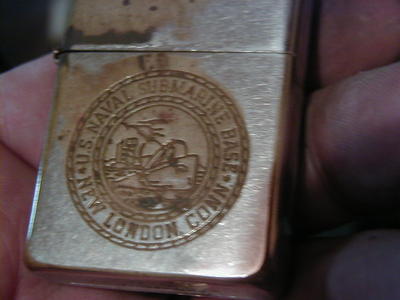 U.S. NAVAL SUBMARINE BASE
NEW LONDON CONN